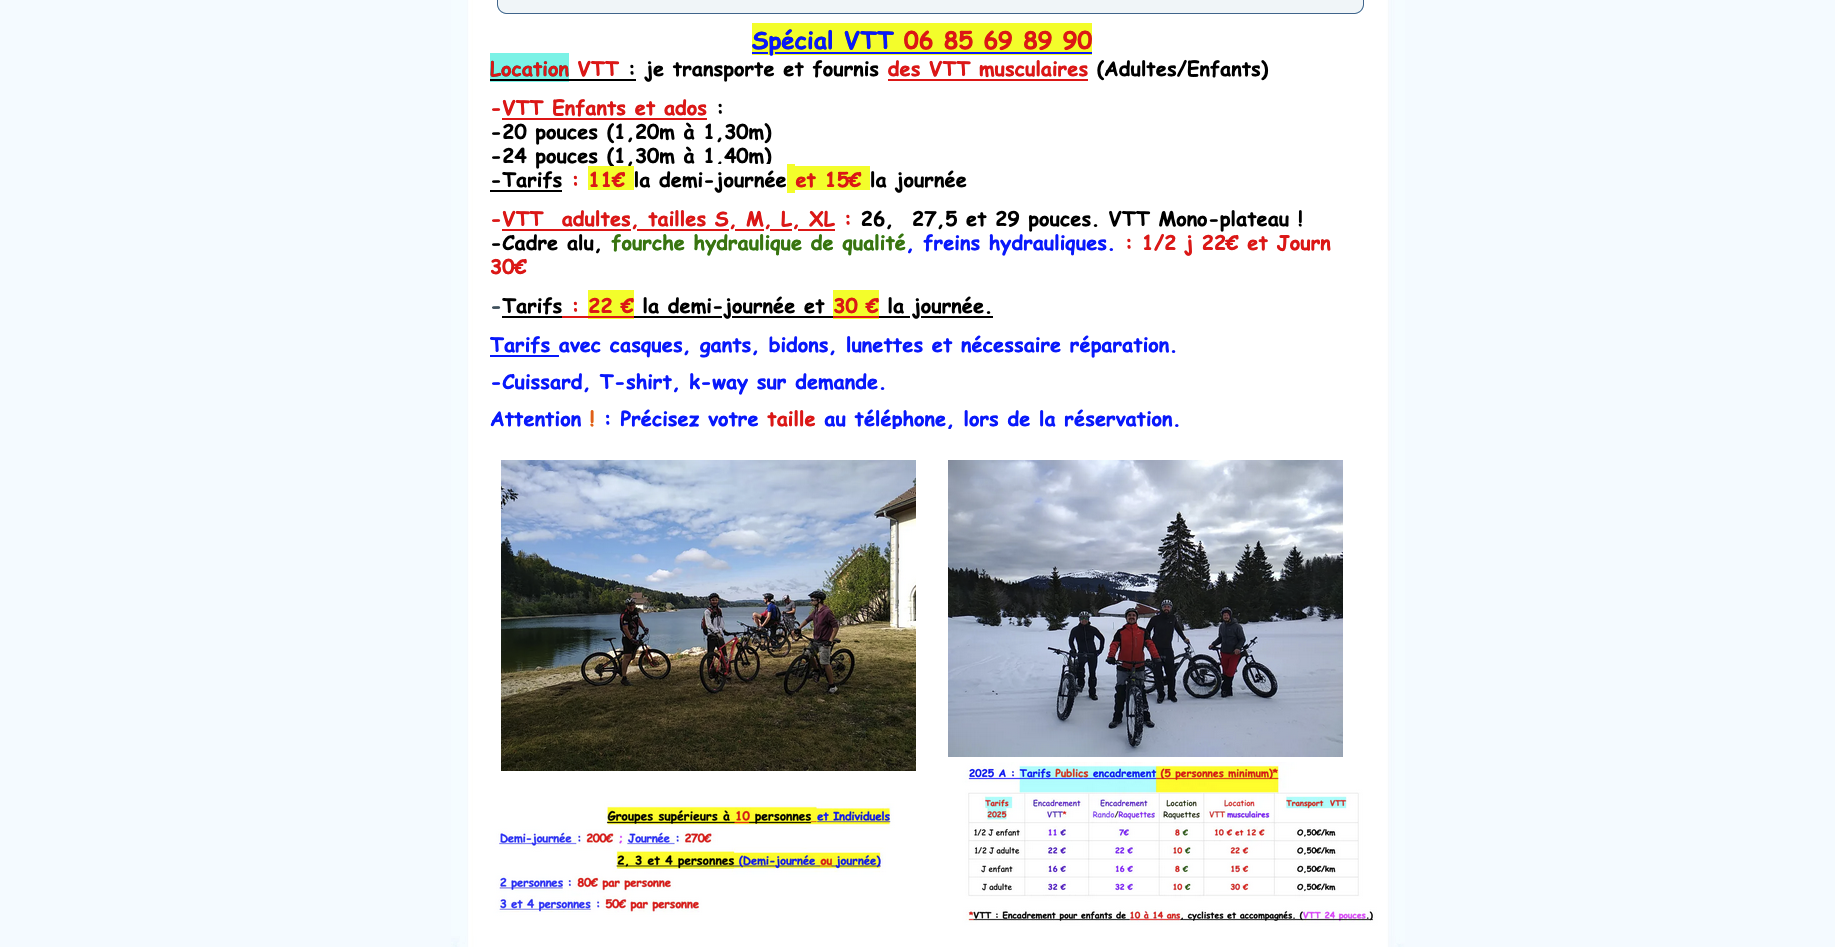 Spécial VTT 06 85 69 89 90
Location VTT : je transporte et fournis des VTT musculaires (Adultes/Enfants)
-VTT Enfants et ados :
-20 pouces (1,20m à 1,30m)
-24 pouces (1,30m à 1,40m)
-Tarifs : 11€ la demi-journée et 15€ la journée
-VTT  adultes, tailles S, M, L, XL : 26,  27,5 et 29 pouces. VTT Mono-plateau !
-Cadre alu, fourche hydraulique de qualité, freins hydrauliques. : 1/2 j 22€ et Journ
30€
-Tarifs : 22 € la demi-journée et 30 € la journée.
Tarifs avec casques, gants, bidons, lunettes et nécessaire réparation.
-Cuissard, T-shirt, k-way sur demande.
Attention ! : Précisez votre taille au téléphone, lors de la réservation.
Groupes supérieurs à 10 personnes et Individuels
Demi-journée : 200€ ; Journée : 270€
2, 3 et 4 personnes (Demi-journée ou journée)
2 personnes : 80€ par personne
3 et 4 personnes : 50€ par personne
2025 A : Tarifs Publics encadrement (5 personnes minimum)*
Tarifs 2025 Encadrement VTT* Encadrement Rando/Raquettes Location Raquettes Location VTT musculaires Transport VTT
1/2 J enfant 11 € 7€ 8 € 10 € et 12 € 0,50€/km
1/2 J adulte 22 € 22 € 10 € 22 € 0,50€/km
J enfant 16 € 16 € 8 € 15 € 0,50€/km
J adulte 32 € 32 € 10 € 30 € 0,50€/km
*VTT : Encadrement pour enfants de 10 à 14 ans, cyclistes et accompagnés. (VTT 24 pouces.)